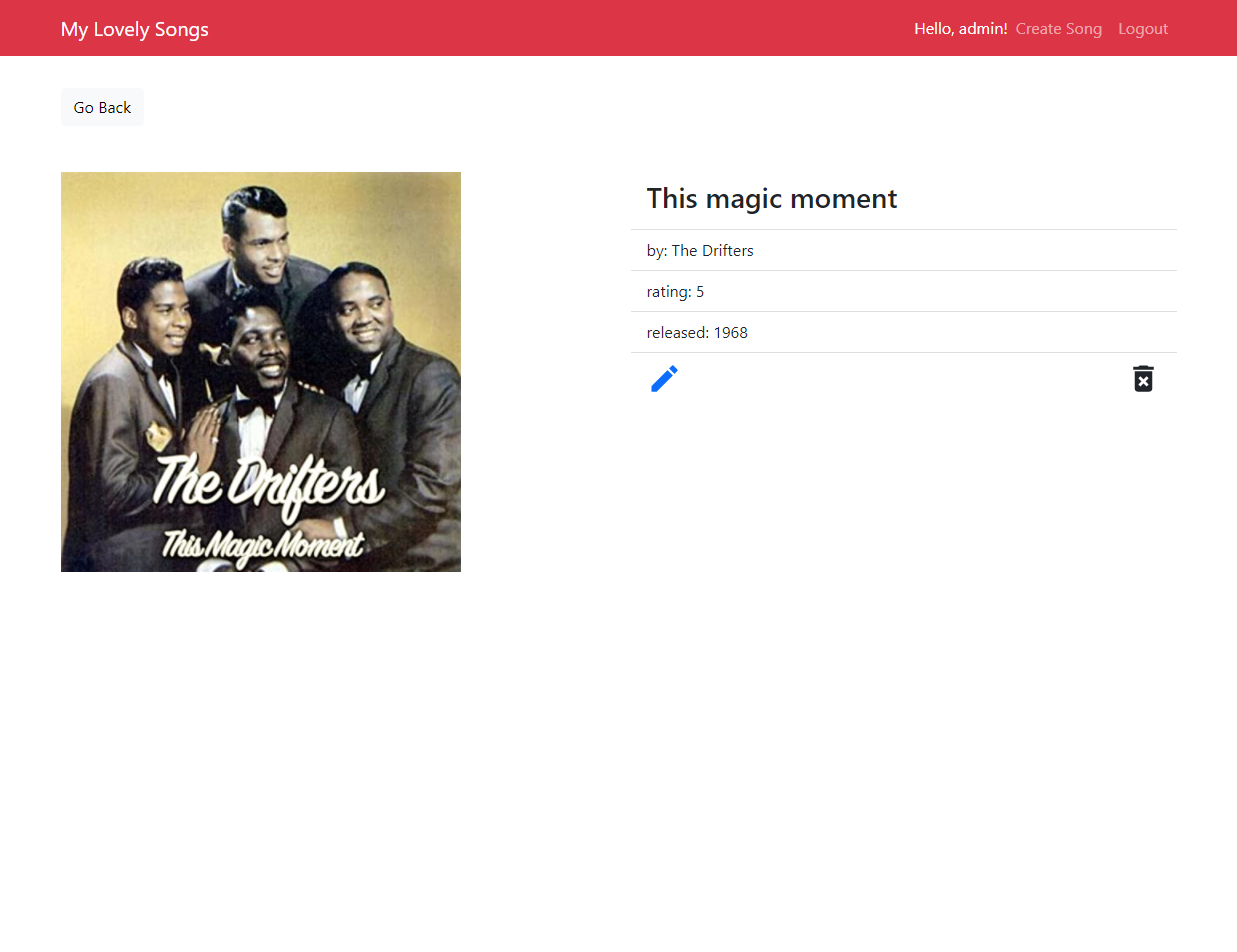 My Lovely Songs
Hello, admin! Create Song Logout
Go Back
The Drifters
This Magic Moment
This magic moment
by: The Drifters
rating: 5
released: 1968